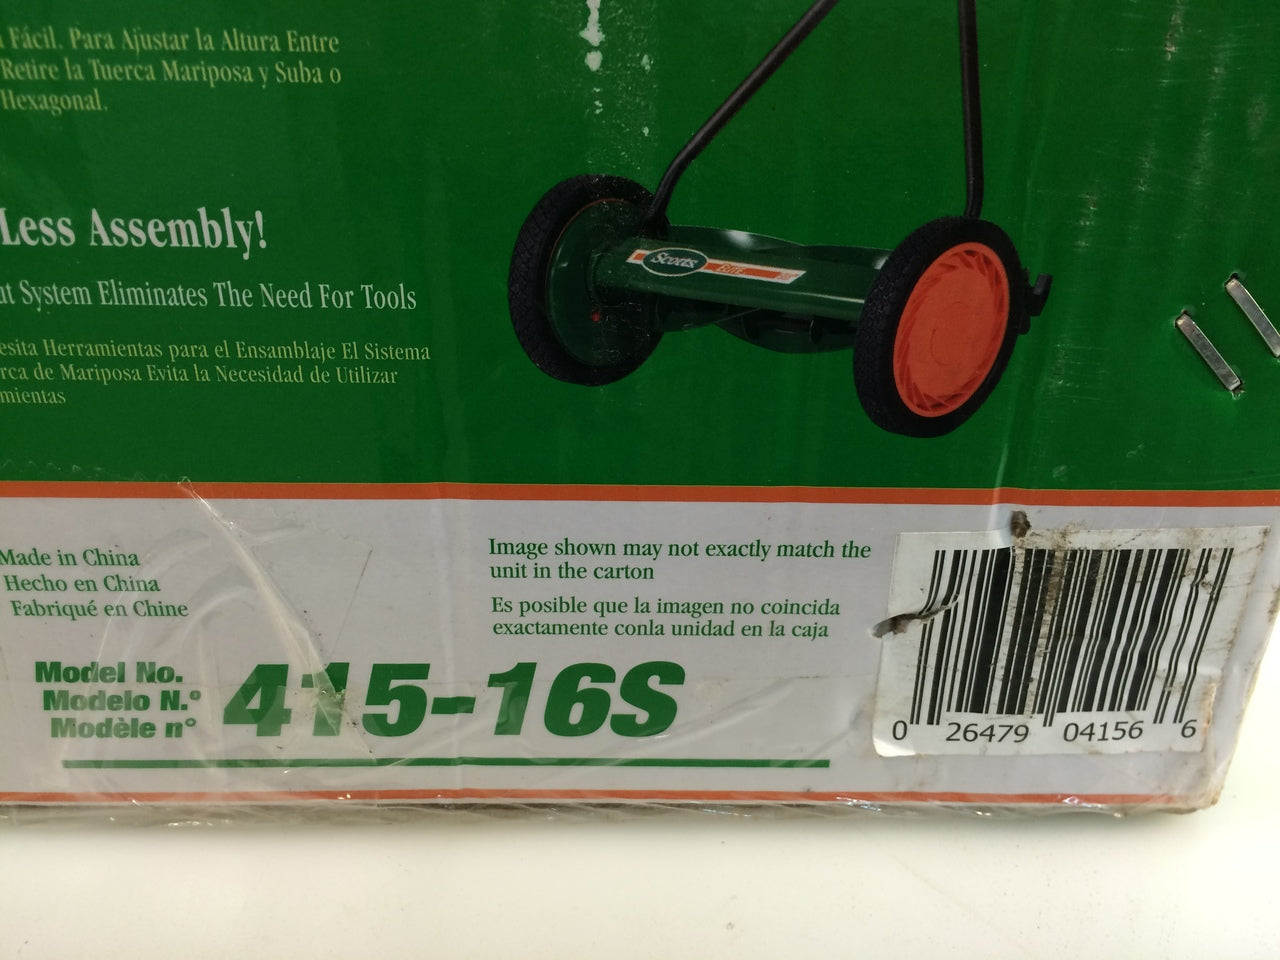 Fácil. Para Ajustar la Altura Entre
Retire la Tuerca Mariposa y Suba o
Hexagonal.
Less Assembly!
System Eliminates The Need For Tools
Herramientas para el Ensamblaje El Sistema
de Mariposa Evita la Necesidad de Utilizar
Scotts ELITE
Made in China
Hecho en China
Fabriqué en Chine
Image shown may not exactly match the
unit in the carton
Es posible que la imagen no coincida
exactamente conla unidad en la caja
Model No.
Modelo N.º
Modèle nº
415-16S
0 26479 04156 6